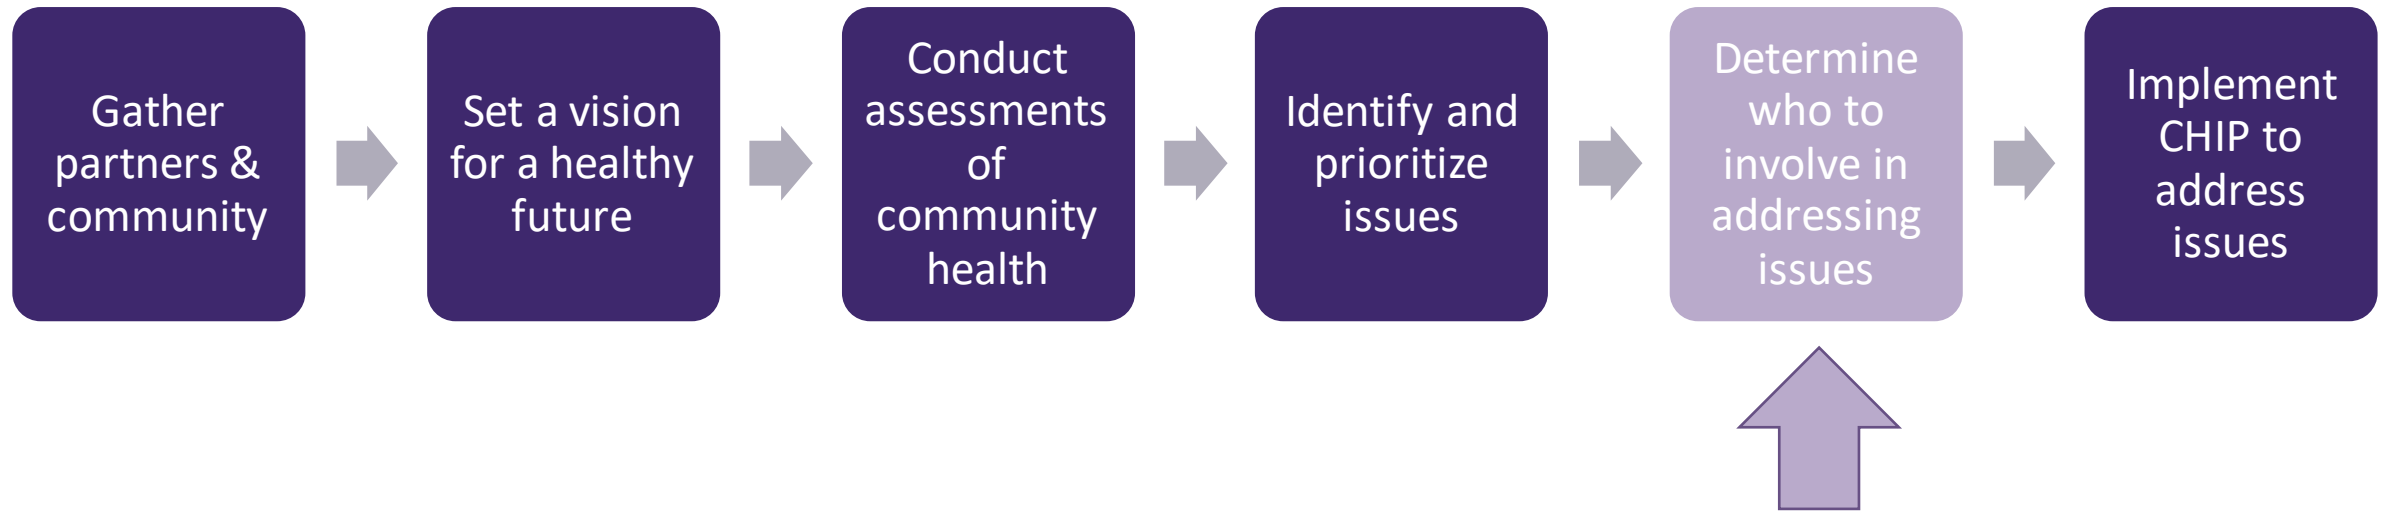 Gather
partners &
community
Set a vision
for a healthy
future
Conduct
assessments
of
community
health
Identify and
prioritize
issues
Determine
who to
involve in
addressing
issues
Implement
CHIP to
address
issues